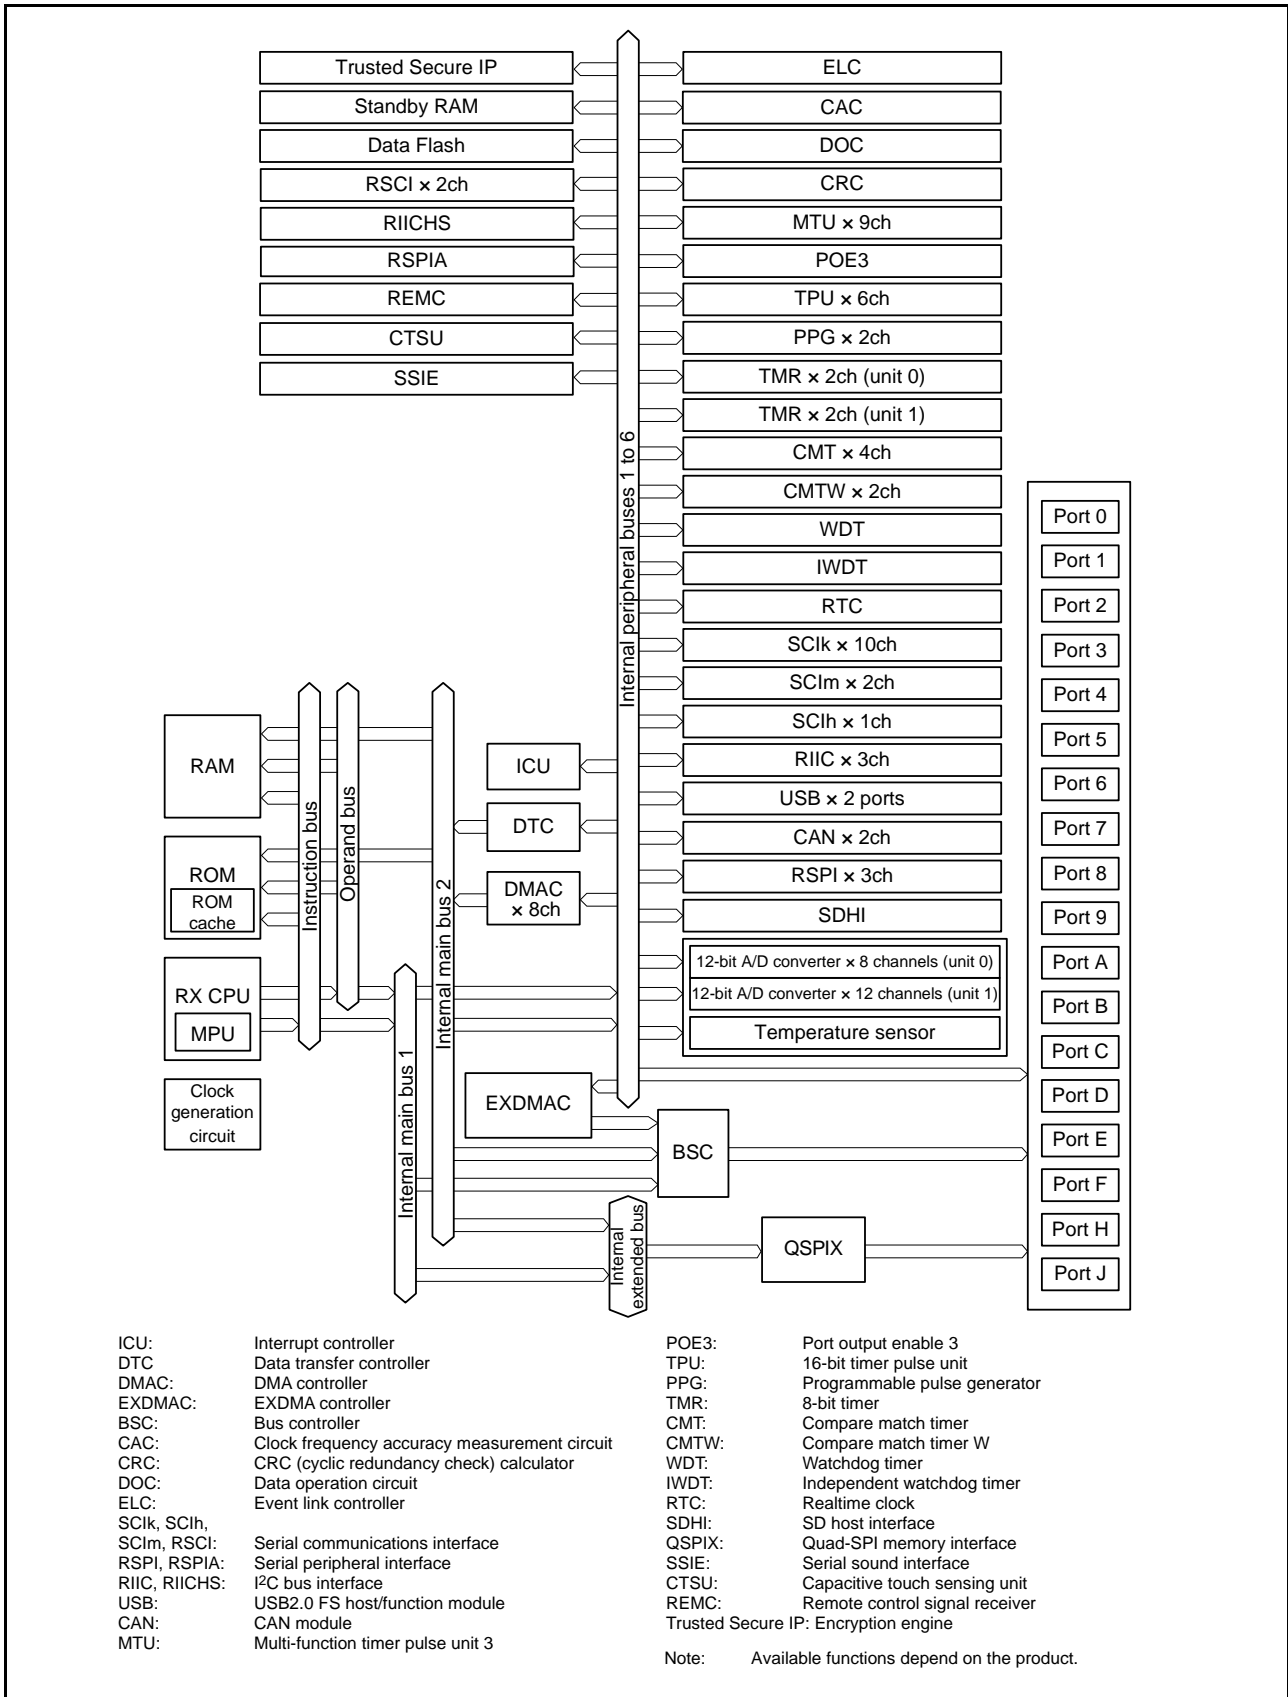 Trusted Secure IP
Standby RAM
Data Flash
RSCI × 2ch
RIICHS
RSPIA
REMC
CTSU
SSIE
Internal peripheral buses 1 to 6
ELC
CAC
DOC
CRC
MTU × 9ch
POE3
TPU × 6ch
PPG × 2ch
TMR × 2ch (unit 0)
TMR × 2ch (unit 1)
CMT × 4ch
CMTW × 2ch
WDT
IWDT
RTC
SCIk × 10ch
SCIm × 2ch
SCIh × 1ch
RIIC × 3ch
USB × 2 ports
CAN × 2ch
RSPI × 3ch
SDHI
12-bit A/D converter × 8 channels (unit 0)
12-bit A/D converter × 12 channels (unit 1)
Temperature sensor
RAM
ROM
ROM
cache
RX CPU
MPU
Clock
generation
circuit
Instruction bus
Operand bus
Internal main bus 1
Internal main bus 2
ICU
DTC
DMAC
× 8ch
EXDMAC
BSC
Internal
extended bus
QSPIX
Port 0
Port 1
Port 2
Port 3
Port 4
Port 5
Port 6
Port 7
Port 8
Port 9
Port A
Port B
Port C
Port D
Port E
Port F
Port H
Port J
ICU: Interrupt controller
DTC Data transfer controller
DMAC: DMA controller
EXDMAC: EXDMA controller
BSC: Bus controller
CAC: Clock frequency accuracy measurement circuit
CRC: CRC (cyclic redundancy check) calculator
DOC: Data operation circuit
ELC: Event link controller
SCIk, SCIh,
SCIm, RSCI: Serial communications interface
RSPI, RSPIA: Serial peripheral interface
RIIC, RIICHS: I2C bus interface
USB: USB2.0 FS host/function module
CAN: CAN module
MTU: Multi-function timer pulse unit 3
POE3: Port output enable 3
TPU: 16-bit timer pulse unit
PPG: Programmable pulse generator
TMR: 8-bit timer
CMT: Compare match timer
CMTW: Compare match timer W
WDT: Watchdog timer
IWDT: Independent watchdog timer
RTC: Realtime clock
SDHI: SD host interface
QSPIX: Quad-SPI memory interface
SSIE: Serial sound interface
CTSU: Capacitive touch sensing unit
REMC: Remote control signal receiver
Trusted Secure IP: Encryption engine
Note: Available functions depend on the product.